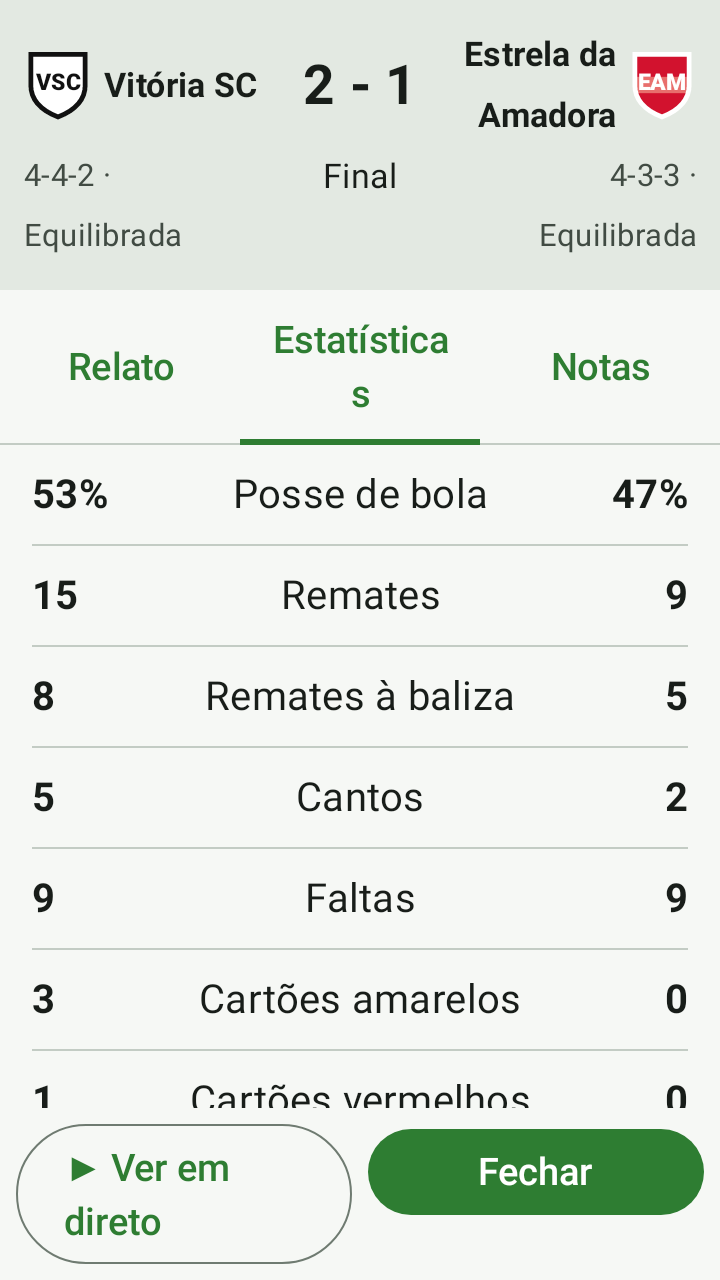 VSC Vitória SC 2 - 1 Estrela da Amadora EAM
4-4-2 ·
Equilibrada
Final
4-3-3 ·
Equilibrada
Relato
Estatística
s
Notas
53% Posse de bola 47%
15 Remates 9
8 Remates à baliza 5
5 Cantos 2
9 Faltas 9
3 Cartões amarelos 0
1 Cartões vermelhos 0
► Ver em
direto
Fechar